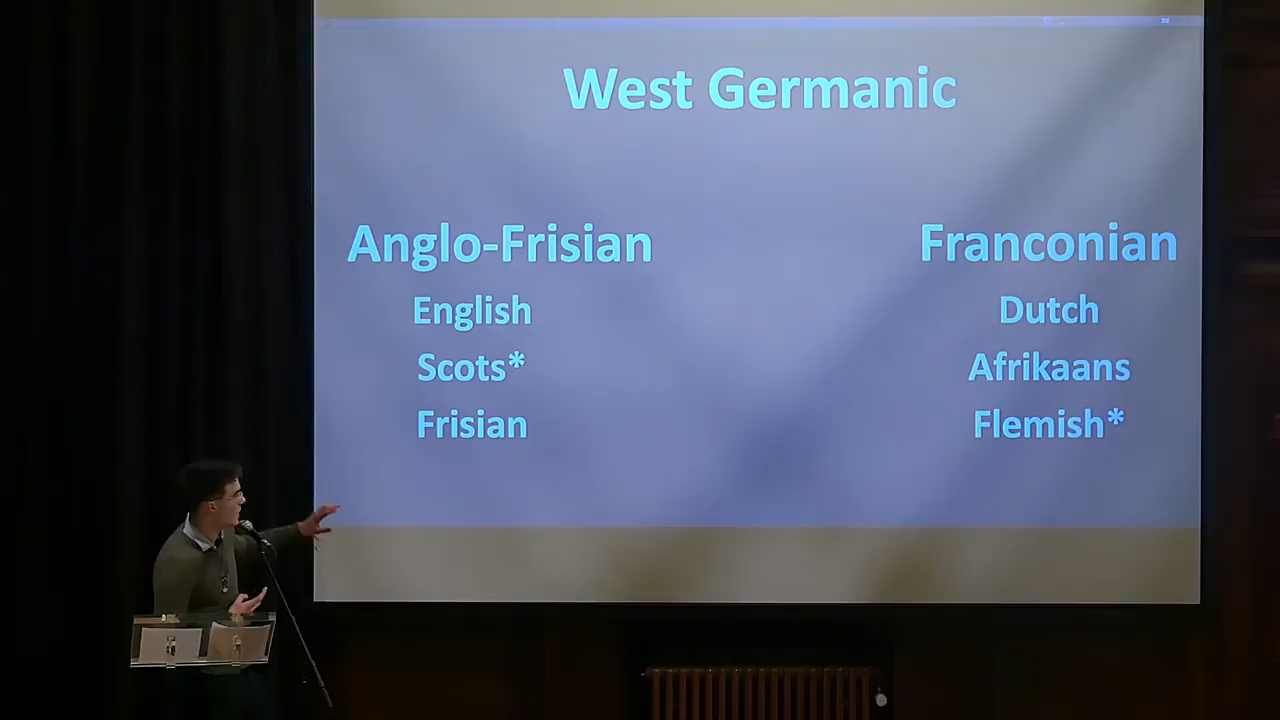 West Germanic
Anglo-Frisian
English
Scots*
Frisian
Franconian
Dutch
Afrikaans
Flemish*